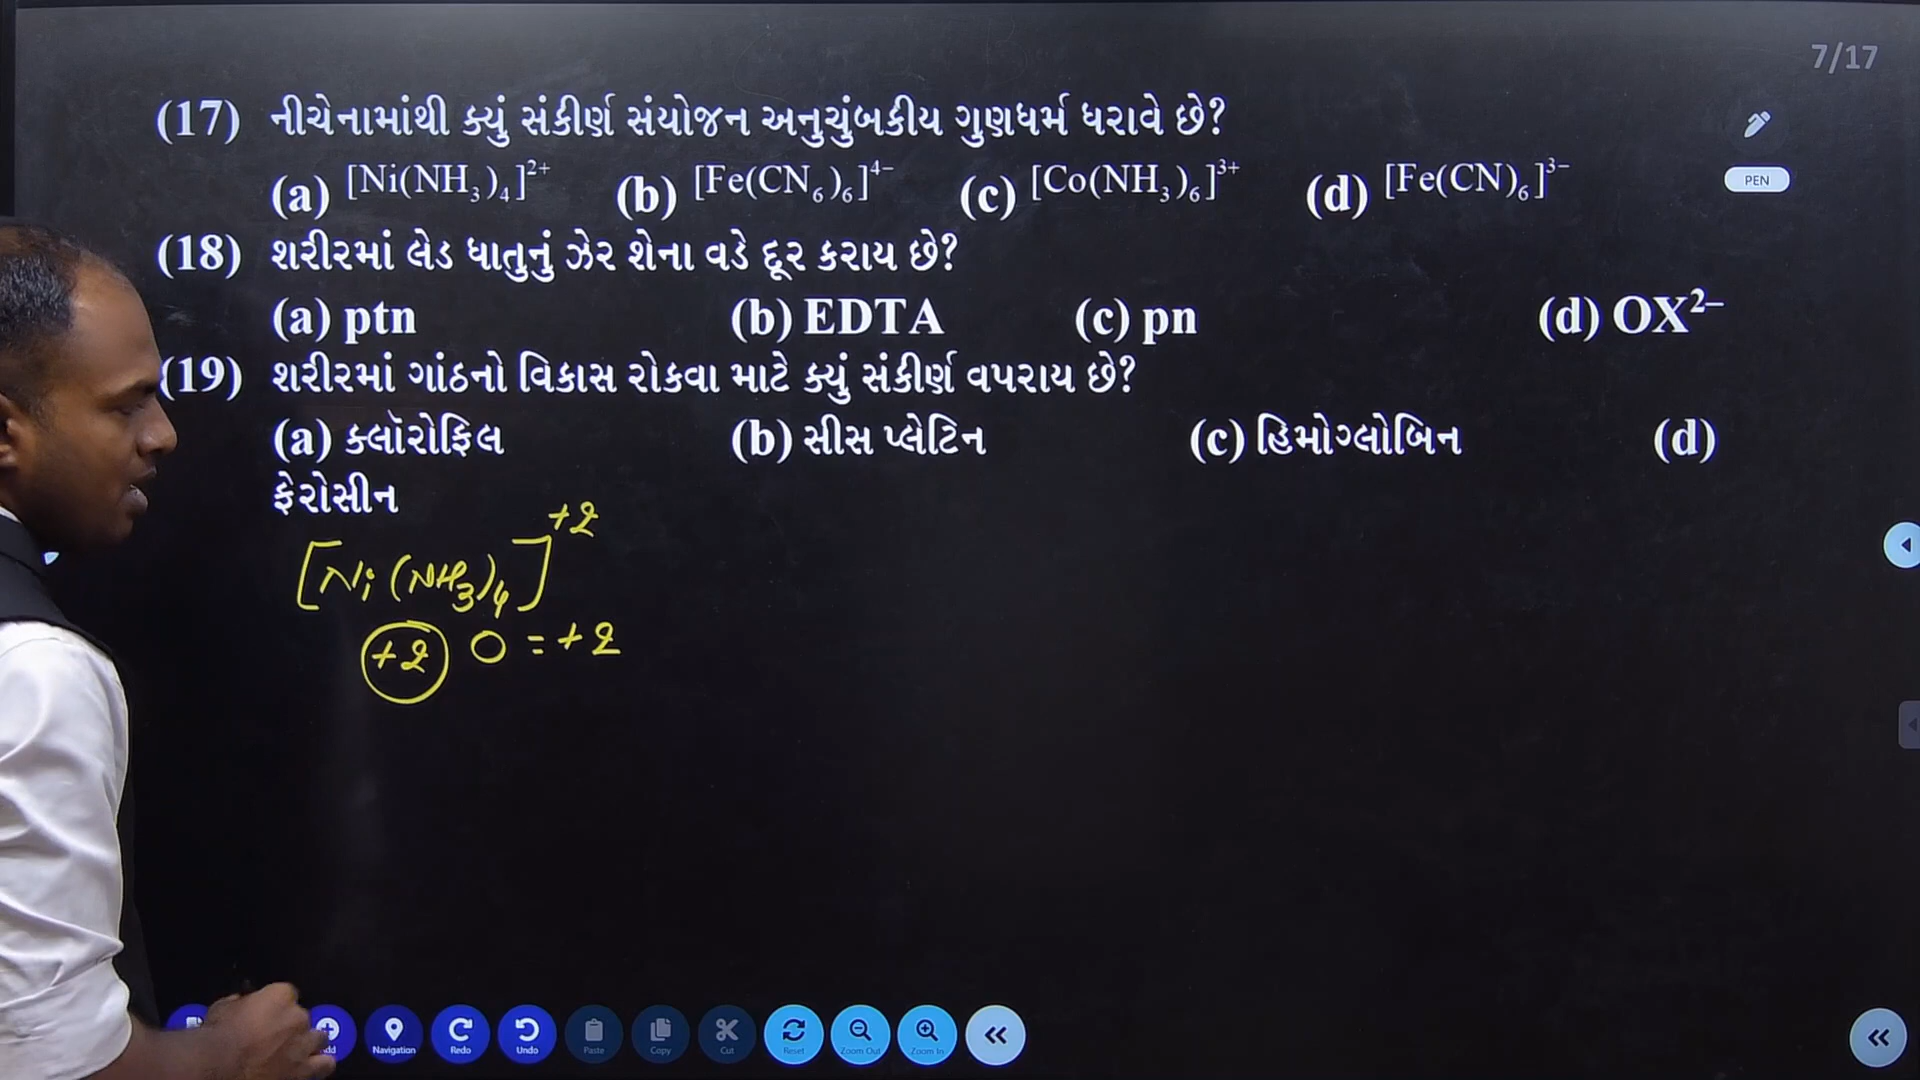 7/17
(17) નીચેનામાંથી ક્યું સંકીર્ણ સંયોજન અનુચુંબકીય ગુણધર્મ ધરાવે છે?
(a) [Ni(NH₃)₄]²⁺ (b) [Fe(CN₆)₆]⁴⁻ (c) [Co(NH₃)₆]³⁺ (d) [Fe(CN)₆]³⁻
PEN
(18) શરીરમાં લેડ ધાતુનું ઝેર શેના વડે દૂર કરાય છે?
(a) ptn (b) EDTA (c) pn (d) OX²⁻
(19) શરીરમાં ગાંઠનો વિકાસ રોકવા માટે ક્યું સંકીર્ણ વપરાય છે?
(a) ક્લૉરોફિલ (b) સીસ પ્લેટિન (c) હિમોગ્લોબિન (d)
ફેરોસીન
[Ni(NH₃)₄]⁺²
+2 0 = +2
Navigation Redo Undo Paste Copy Cut Reset Zoom Out Zoom In